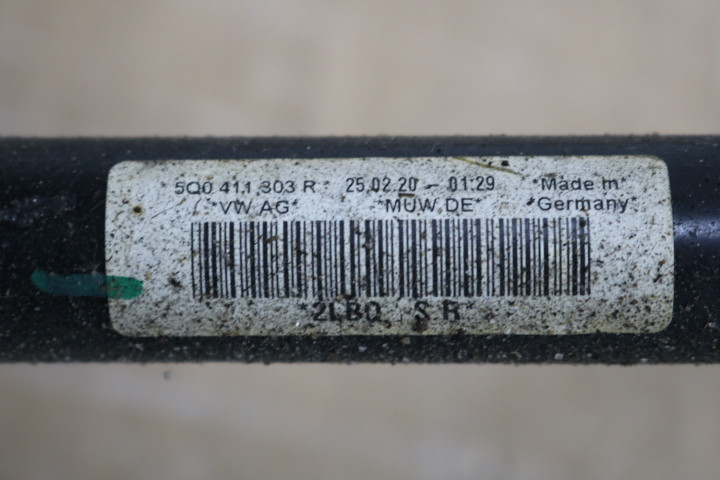 *5Q0 411 303 R* 25.02.20 - 01:29 *Made in*
*VW AG* *MUW.DE* *Germany*
*2LBQ S R*